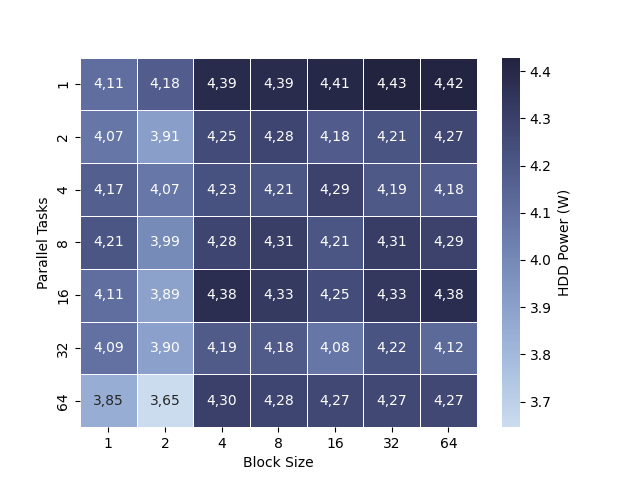 1 4,11 4,18 4,39 4,39 4,41 4,43 4,42
2 4,07 3,91 4,25 4,28 4,18 4,21 4,27
4 4,17 4,07 4,23 4,21 4,29 4,19 4,18
8 4,21 3,99 4,28 4,31 4,21 4,31 4,29
16 4,11 3,89 4,38 4,33 4,25 4,33 4,38
32 4,09 3,90 4,19 4,18 4,08 4,22 4,12
64 3,85 3,65 4,30 4,28 4,27 4,27 4,27
1 2 4 8 16 32 64
Block Size
Parallel Tasks
4.4
4.3
4.2
4.1
4.0
3.9
3.8
3.7
HDD Power (W)